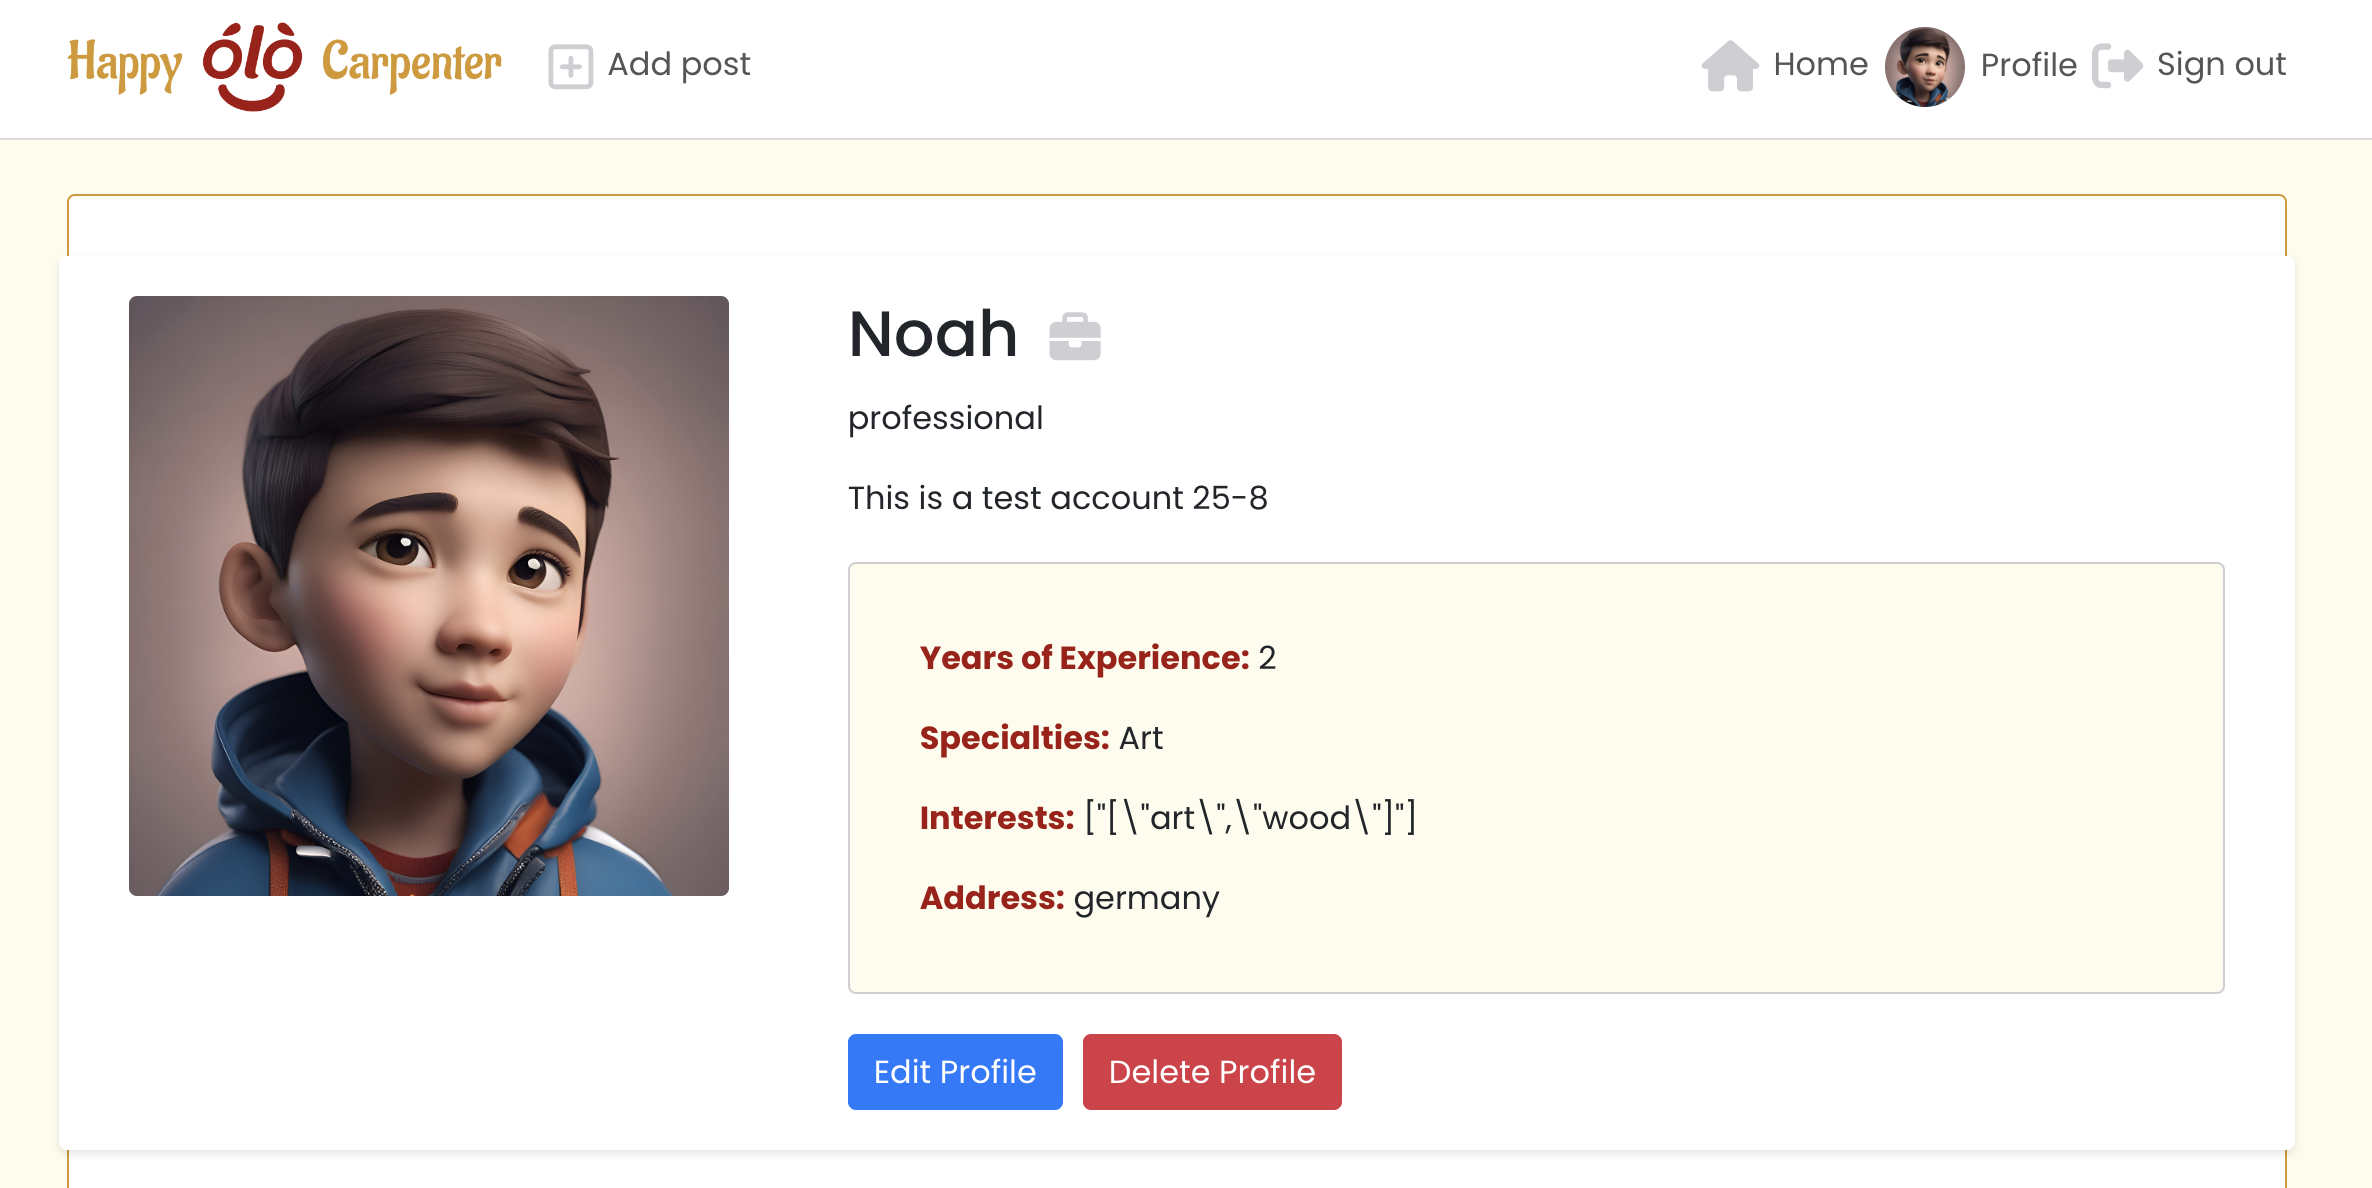 Happy ólò Carpenter
Add post
Home
Profile
Sign out
Noah
professional
This is a test account 25-8
Years of Experience: 2
Specialties: Art
Interests: ["[\"art\",\"wood\"]"]
Address: germany
Edit Profile
Delete Profile